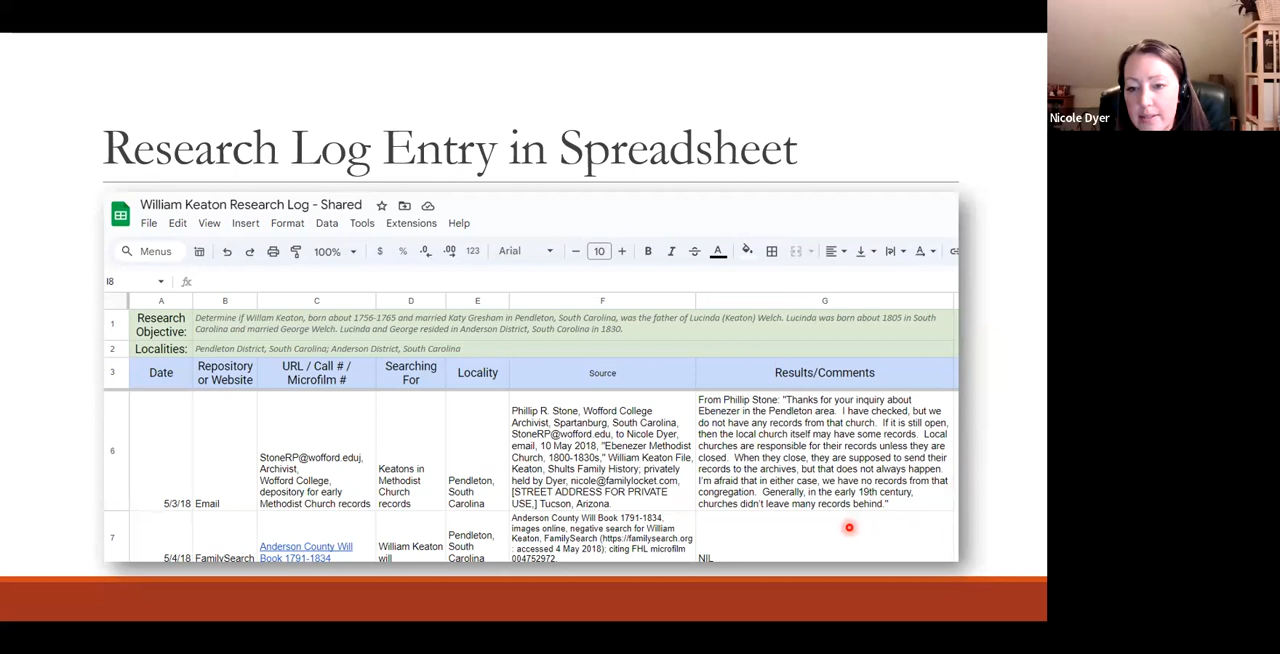 Nicole Dyer
Research Log Entry in Spreadsheet
William Keaton Research Log - Shared
File Edit View Insert Format Data Tools Extensions Help
Menus 100% $ % .0 .00 123 Arial - 10 + B I A
I8 fx
A B C D E F G
1 Research Objective: Determine if Willam Keaton, born about 1756-1765 and married Katy Gresham in Pendleton, South Carolina, was the father of Lucinda (Keaton) Welch. Lucinda was born about 1805 in South
Carolina and married George Welch. Lucinda and George resided in Anderson District, South Carolina in 1830.
2 Localities: Pendleton District, South Carolina; Anderson District, South Carolina
3 Date
Repository
or Website
URL / Call # /
Microfilm #
Searching
For
Locality
Source
Results/Comments
6
5/3/18
Email
StoneRP@wofford.eduj,
Archivist,
Wofford College,
depository for early
Methodist Church records
Keatons in
Methodist
Church
records
Pendleton,
South
Carolina
Phillip R. Stone, Wofford College
Archivist, Spartanburg, South Carolina,
StoneRP@wofford.edu, to Nicole Dyer,
email, 10 May 2018, "Ebenezer Methodist
Church, 1800-1830s," William Keaton File,
Keaton, Shults Family History; privately
held by Dyer, nicole@familylocket.com,
[STREET ADDRESS FOR PRIVATE
USE,] Tucson, Arizona.
From Phillip Stone: "Thanks for your inquiry about
Ebenezer in the Pendleton area. I have checked, but we
do not have any records from that church. If it is still open,
then the local church itself may have some records. Local
churches are responsible for their records unless they are
closed. When they close, they are supposed to send their
records to the archives, but that does not always happen.
I'm afraid that in either case, we have no records from that
congregation. Generally, in the early 19th century,
churches didn't leave many records behind."
7
5/4/18
FamilySearch
Anderson County Will
Book 1791-1834
William Keaton
will
Pendleton,
South
Carolina
Anderson County Will Book 1791-1834,
images online, negative search for William
Keaton, FamilySearch (https://familysearch.org
: accessed 4 May 2018); citing FHL microfilm
004752972.
NIL